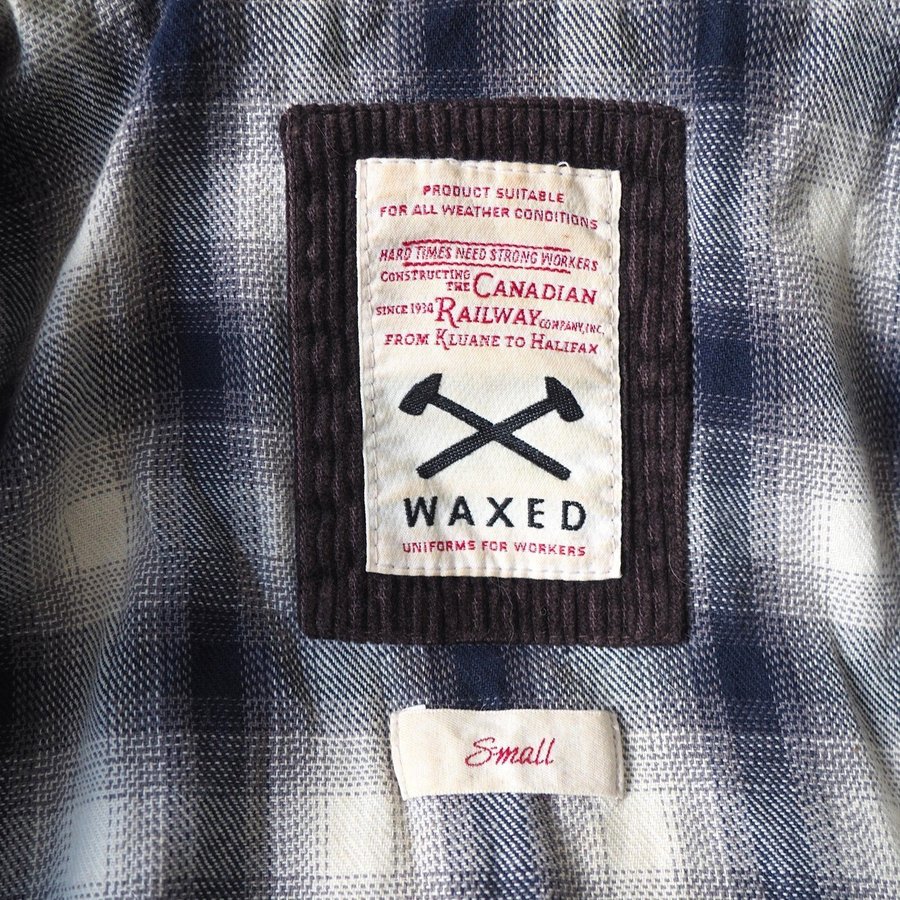 PRODUCT SUITABLE
FOR ALL WEATHER CONDITIONS
HARD TIMES NEED STRONG WORKERS
CONSTRUCTING THE CANADIAN
SINCE 1934 RAILWAY COMPANY, INC.
FROM KLUANE TO HALIFAX
WAXED
UNIFORMS FOR WORKERS
Small